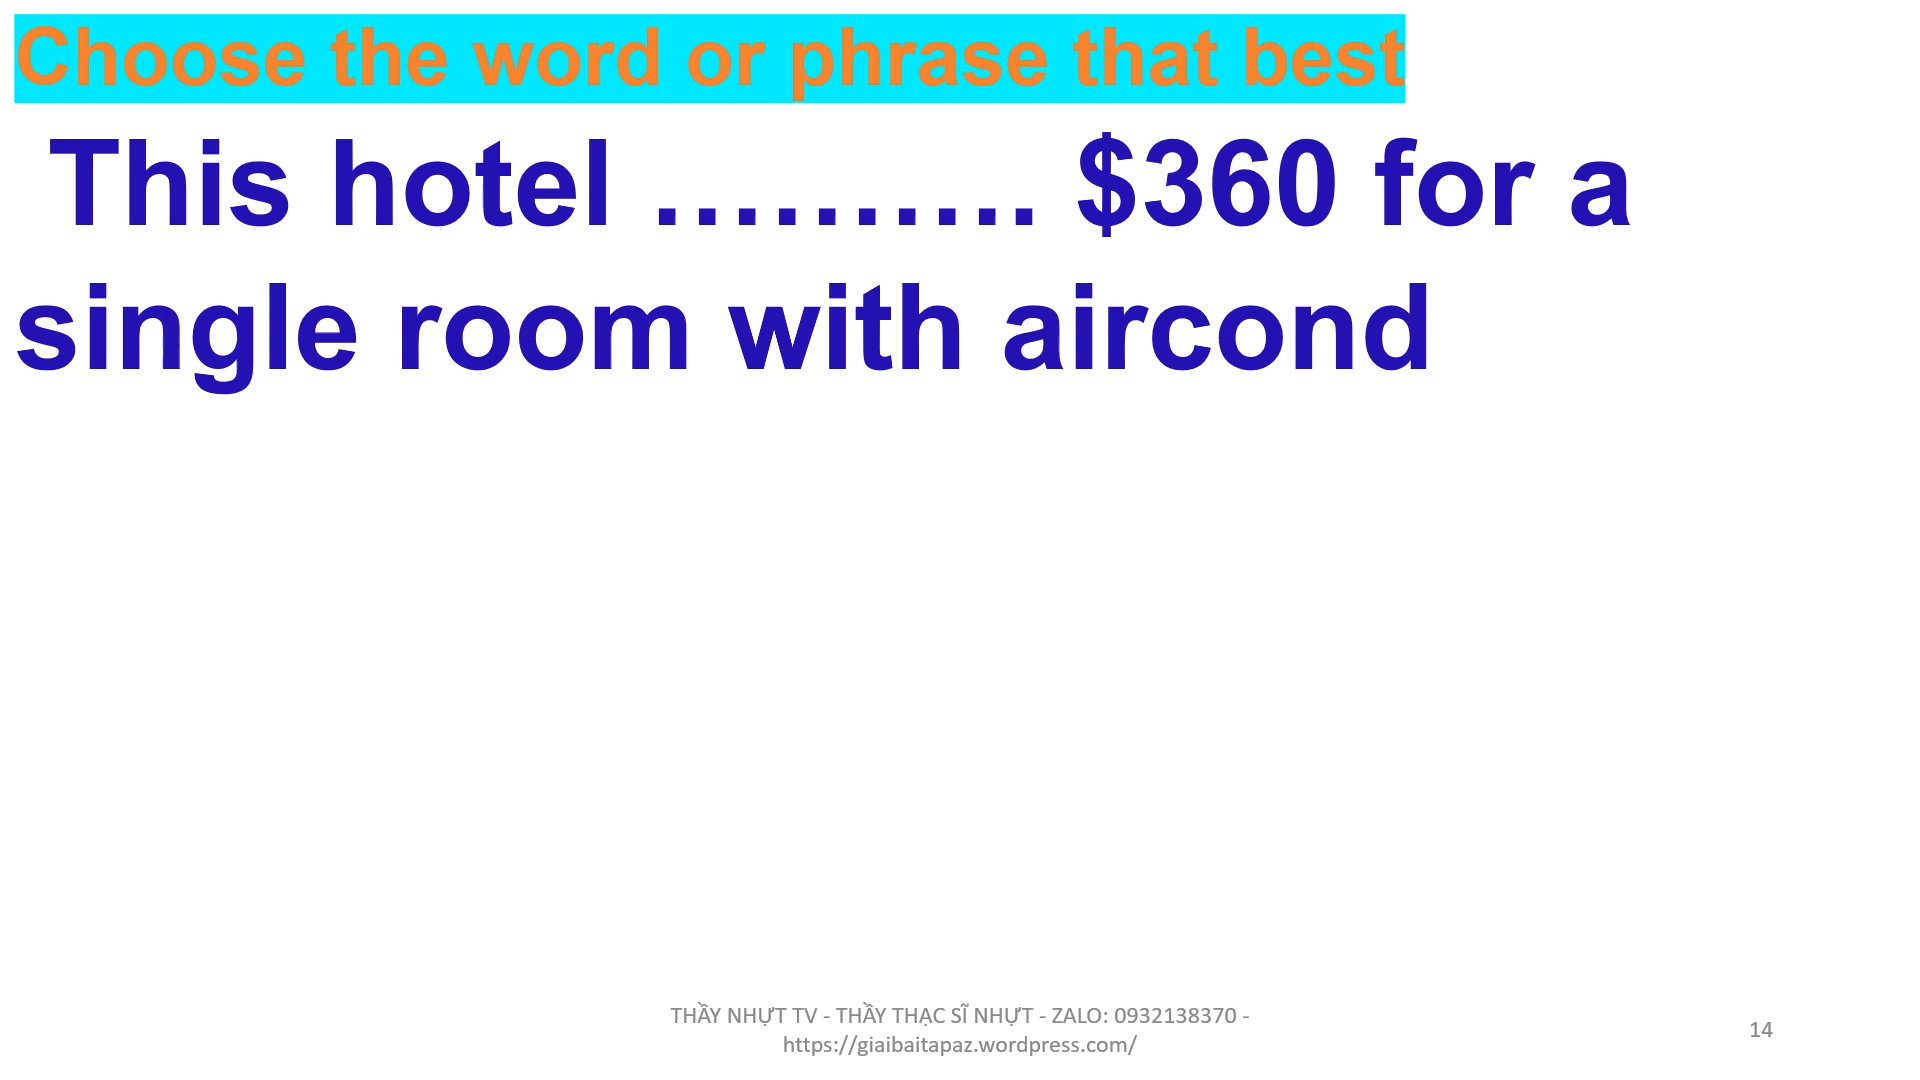 Choose the word or phrase that best
This hotel ………. $360 for a
single room with aircond
THẦY NHỰT TV - THẦY THẠC SĨ NHỰT - ZALO: 0932138370 -
https://giaibaitapaz.wordpress.com/
14